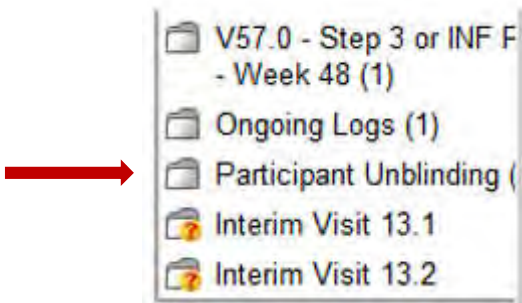 V57.0 - Step 3 or INF
- Week 48 (1)
Ongoing Logs (1)
Participant Unblinding (
Interim Visit 13.1
Interim Visit 13.2